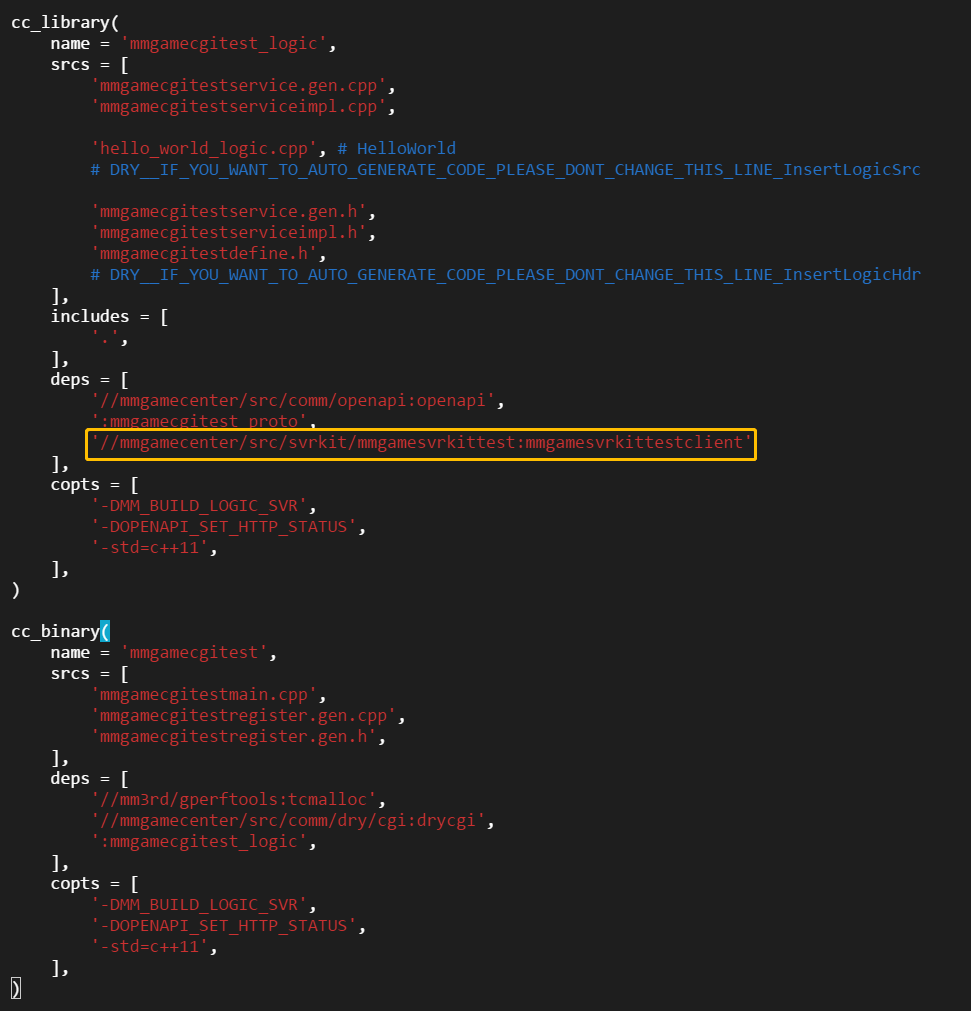 cc_library(
    name = 'mmgamecgitest_logic',
    srcs = [
        'mmgamecgitestservice.gen.cpp',
        'mmgamecgitestserviceimpl.cpp',

        'hello_world_logic.cpp', # HelloWorld
        # DRY__IF_YOU_WANT_TO_AUTO_GENERATE_CODE_PLEASE_DONT_CHANGE_THIS_LINE_InsertLogicSrc

        'mmgamecgitestservice.gen.h',
        'mmgamecgitestserviceimpl.h',
        'mmgamecgitestdefine.h',
        # DRY__IF_YOU_WANT_TO_AUTO_GENERATE_CODE_PLEASE_DONT_CHANGE_THIS_LINE_InsertLogicHdr
    ],
    includes = [
        '.',
    ],
    deps = [
        '//mmgamecenter/src/comm/openapi:openapi',
        ':mmgamecgitest_proto',
        '//mmgamecenter/src/svrkit/mmgamesvrkittest:mmgamesvrkittestclient'
    ],
    copts = [
        '-DMM_BUILD_LOGIC_SVR',
        '-DOPENAPI_SET_HTTP_STATUS',
        '-std=c++11',
    ],
)

cc_binary(
    name = 'mmgamecgitest',
    srcs = [
        'mmgamecgitestmain.cpp',
        'mmgamecgitestregister.gen.cpp',
        'mmgamecgitestregister.gen.h',
    ],
    deps = [
        '//mm3rd/gperftools:tcmalloc',
        '//mmgamecenter/src/comm/dry/cgi:drycgi',
        ':mmgamecgitest_logic',
    ],
    copts = [
        '-DMM_BUILD_LOGIC_SVR',
        '-DOPENAPI_SET_HTTP_STATUS',
        '-std=c++11',
    ],
)